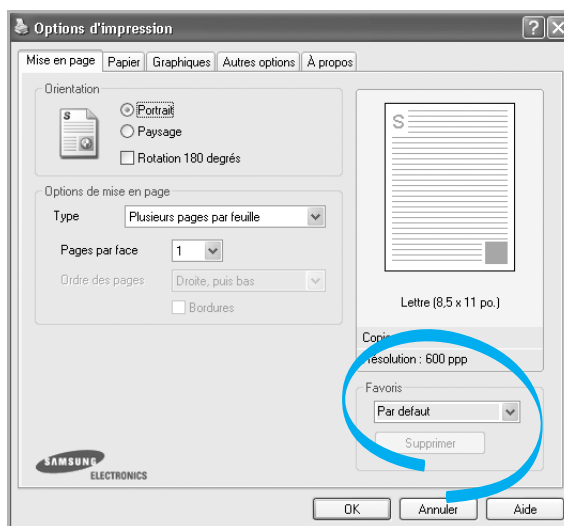 Options d'impression
Mise en page Papier Graphiques Autres options À propos
Orientation
S
Portrait
Paysage
Rotation 180 degrés
Options de mise en page
Type Plusieurs pages par feuille
Pages par face 1
Ordre des pages Droite, puis bas
Bordures
S
Lettre (8,5 x 11 po.)
Résolution : 600 ppp
Favoris
Par defaut
Supprimer
SAMSUNG
ELECTRONICS
OK Annuler Aide